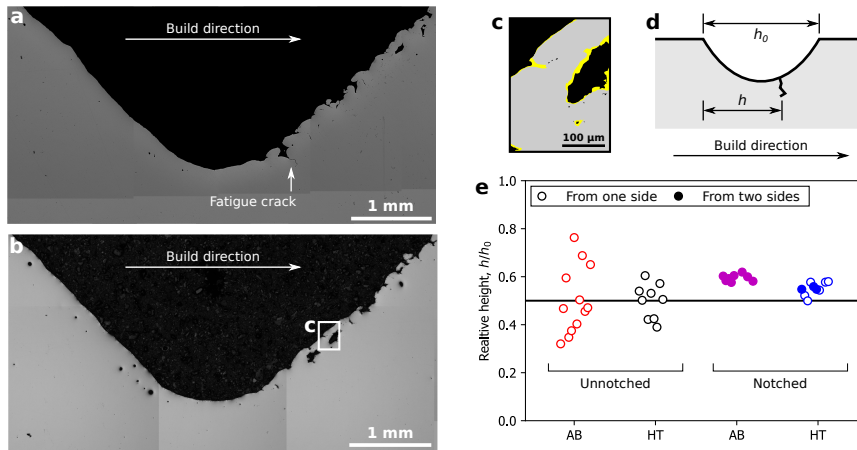 a
Build direction
Fatigue crack
1 mm
b
Build direction
c
1 mm
c
100 µm
d
h0
h
Build direction
e
From one side
From two sides
Realtive height, h/h0
1.0
0.8
0.6
0.4
0.2
0.0
Unnotched
Notched
AB
HT
AB
HT